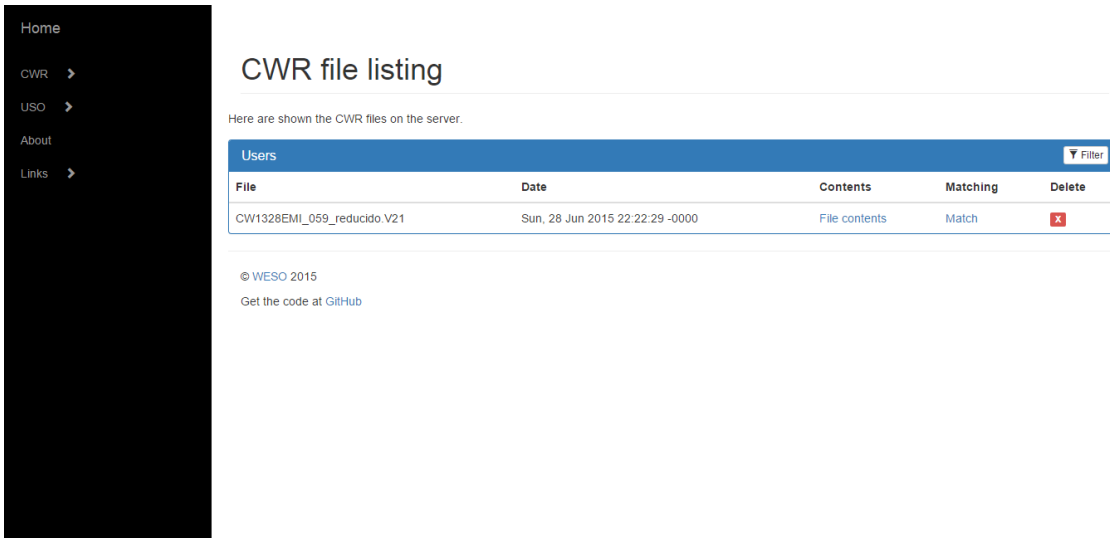 Home
CWR
USO
About
Links
CWR file listing
Here are shown the CWR files on the server.
Users Filter
File Date Contents Matching Delete
CW1328EMI_059_reducido.V21 Sun, 28 Jun 2015 22:22:29 -0000 File contents Match X
© WESO 2015
Get the code at GitHub